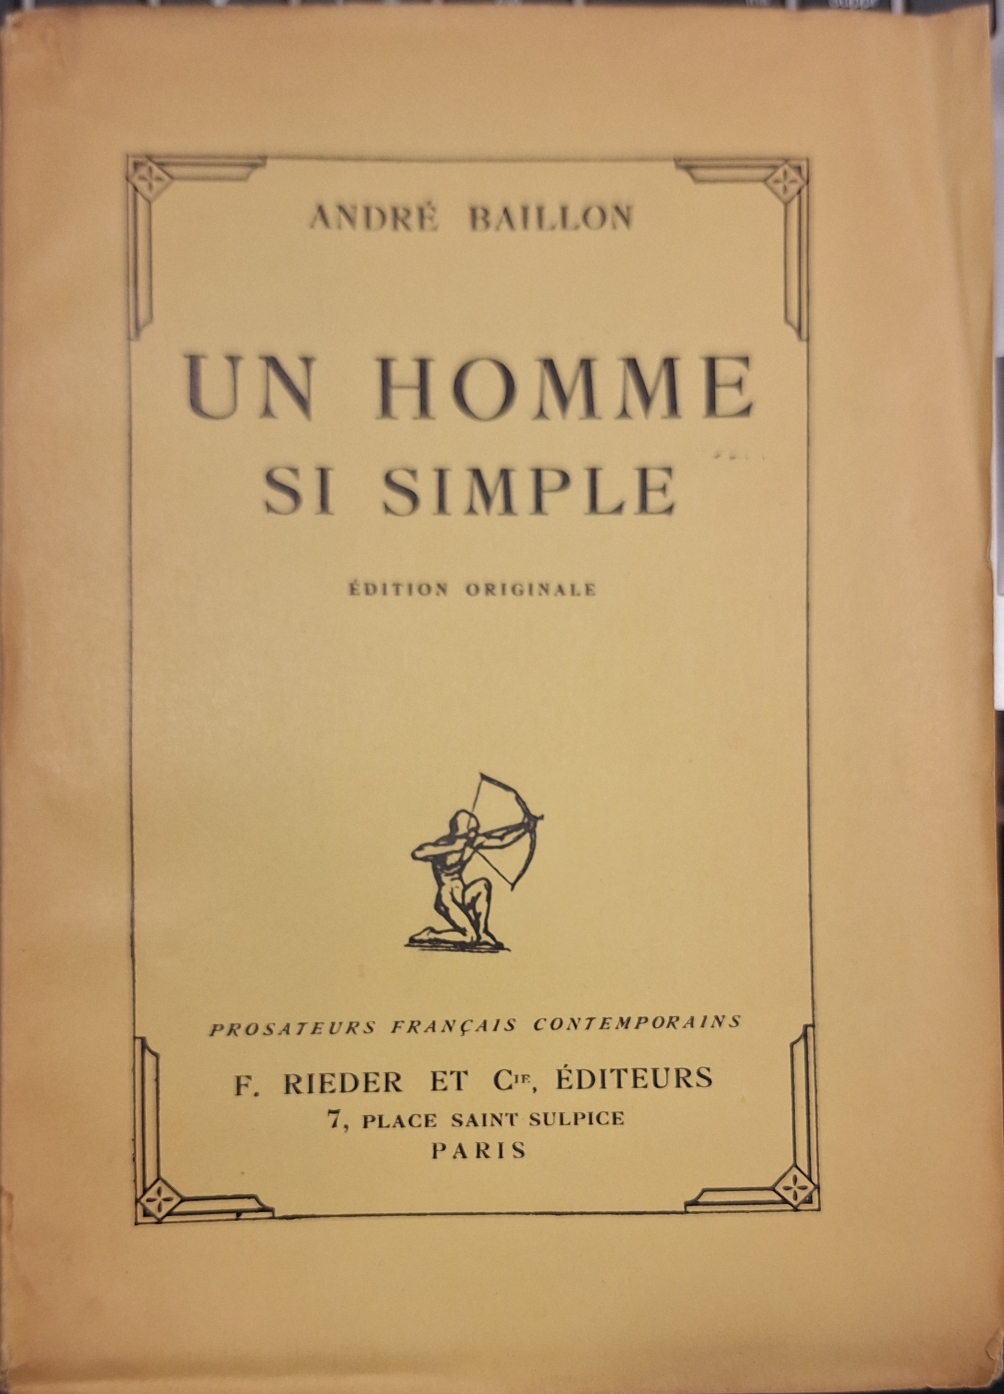 ANDRÉ BAILLON
UN HOMME
SI SIMPLE
ÉDITION ORIGINALE
PROSATEURS FRANÇAIS CONTEMPORAINS
F. RIEDER ET CIE, ÉDITEURS
7, PLACE SAINT SULPICE
PARIS